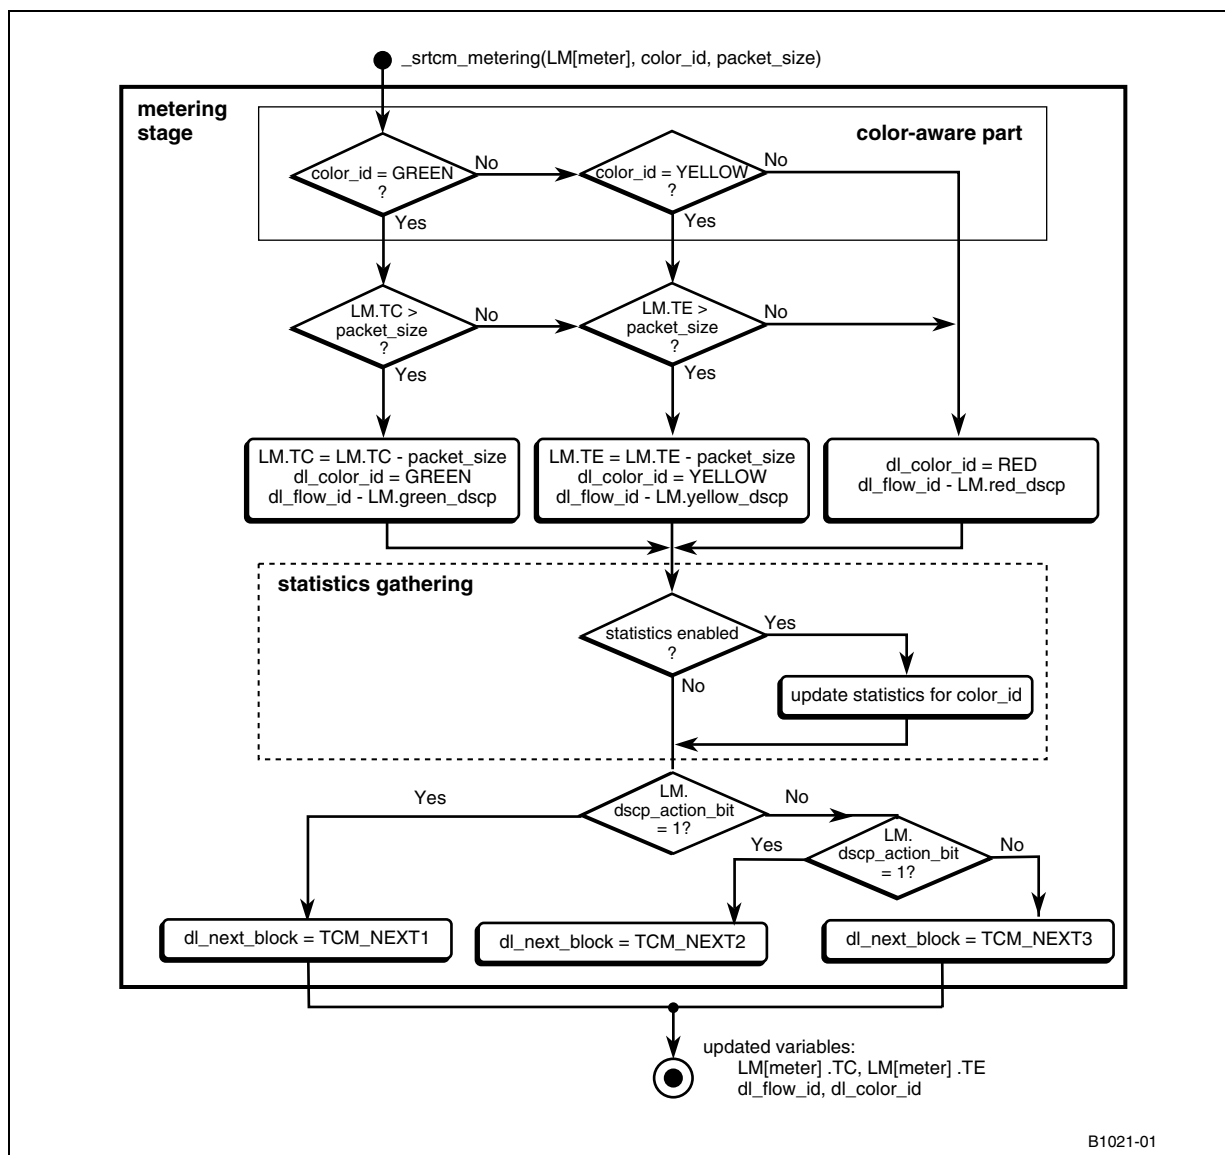 _srtcm_metering(LM[meter], color_id, packet_size)
metering
stage
color-aware part
color_id = GREEN
?
No
color_id = YELLOW
?
No
Yes
Yes
LM.TC >
packet_size
?
No
LM.TE >
packet_size
?
No
Yes
Yes
LM.TC = LM.TC - packet_size
dl_color_id = GREEN
dl_flow_id - LM.green_dscp
LM.TE = LM.TE - packet_size
dl_color_id = YELLOW
dl_flow_id - LM.yellow_dscp
dl_color_id = RED
dl_flow_id - LM.red_dscp
statistics gathering
statistics enabled
?
Yes
No
update statistics for color_id
LM.
dscp_action_bit
= 1?
Yes
No
LM.
dscp_action_bit
= 1?
Yes
No
dl_next_block = TCM_NEXT1
dl_next_block = TCM_NEXT2
dl_next_block = TCM_NEXT3
updated variables:
LM[meter] .TC, LM[meter] .TE
dl_flow_id, dl_color_id
B1021-01